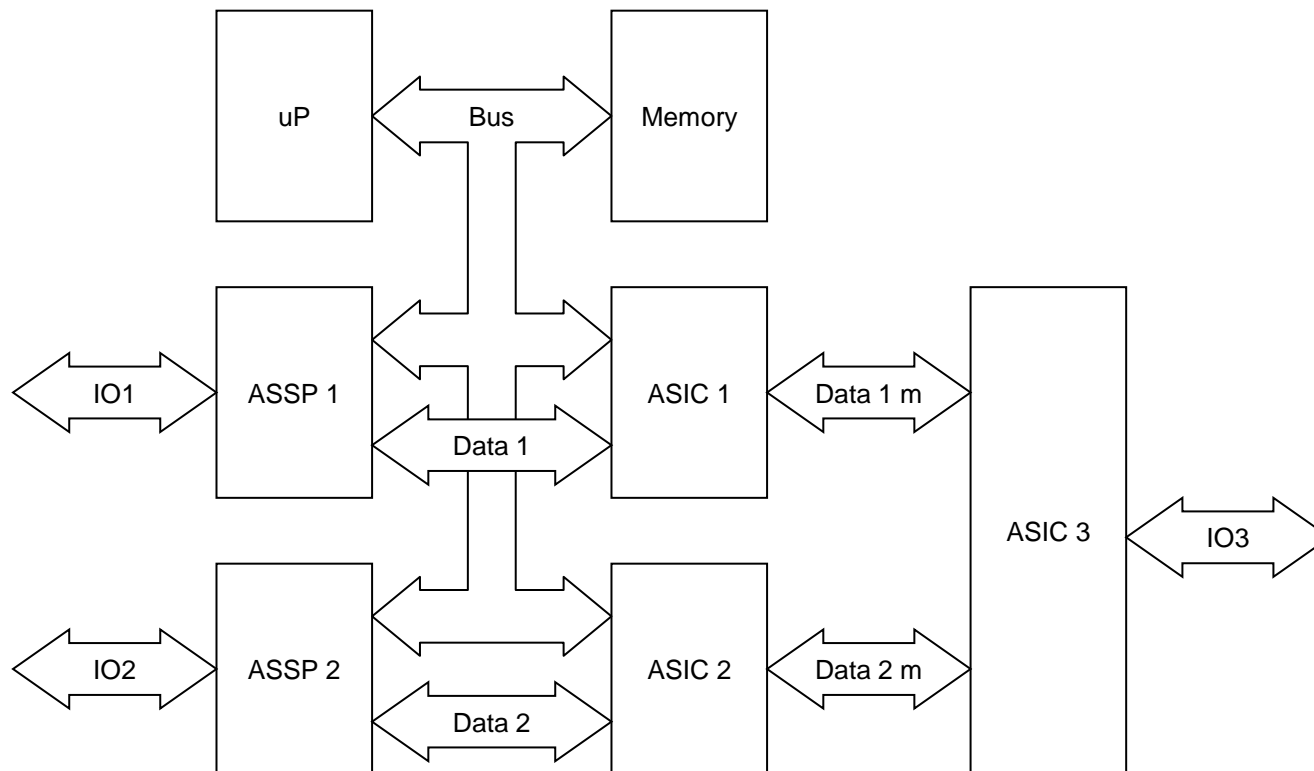 uP
Bus
Memory
IO1
ASSP 1
Data 1
ASIC 1
Data 1 m
ASIC 3
IO3
IO2
ASSP 2
Data 2
ASIC 2
Data 2 m